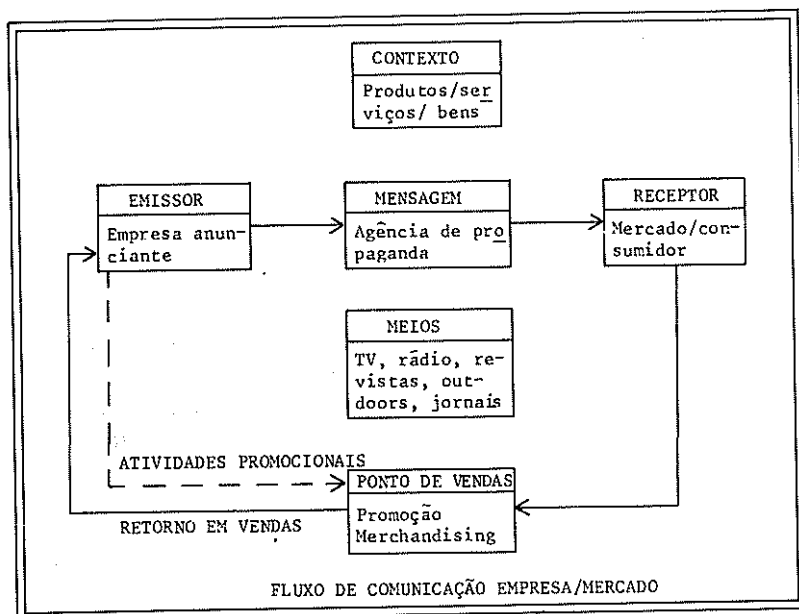 CONTEXTO
Produtos/ser
viços/ bens
EMISSOR
Empresa anun-
ciante
MENSAGEM
Agência de pro
paganda
RECEPTOR
Mercado/con-
sumidor
MEIOS
TV, rádio, re-
vistas, out-
doors, jornais
ATIVIDADES PROMOCIONAIS
PONTO DE VENDAS
Promoção
Merchandising
RETORNO EM VENDAS
FLUXO DE COMUNICAÇÃO EMPRESA/MERCADO